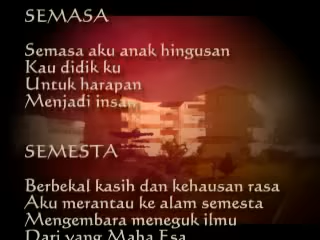 SEMASA
Semasa aku anak hingusan
Kau didik ku
Untuk harapan
Menjadi insan
SEMESTA
Berbekal kasih dan kehausan rasa
Aku merantau ke alam semesta
Mengembara meneguk ilmu
Dari yang Maha Esa